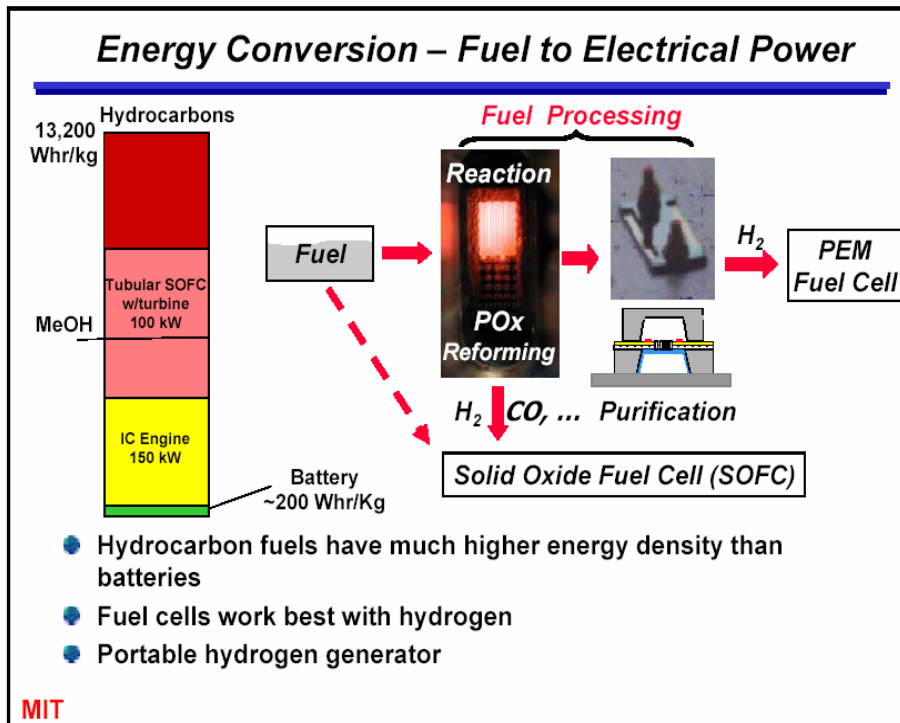 Energy Conversion – Fuel to Electrical Power
Hydrocarbons
13,200
Whr/kg
Tubular SOFC
w/turbine
100 kW
MeOH
IC Engine
150 kW
Battery
~200 Whr/Kg
Fuel Processing
Fuel
Reaction
POx
Reforming
H2
PEM
Fuel Cell
H2 CO, ... Purification
Solid Oxide Fuel Cell (SOFC)
Hydrocarbon fuels have much higher energy density than
batteries
Fuel cells work best with hydrogen
Portable hydrogen generator
MIT